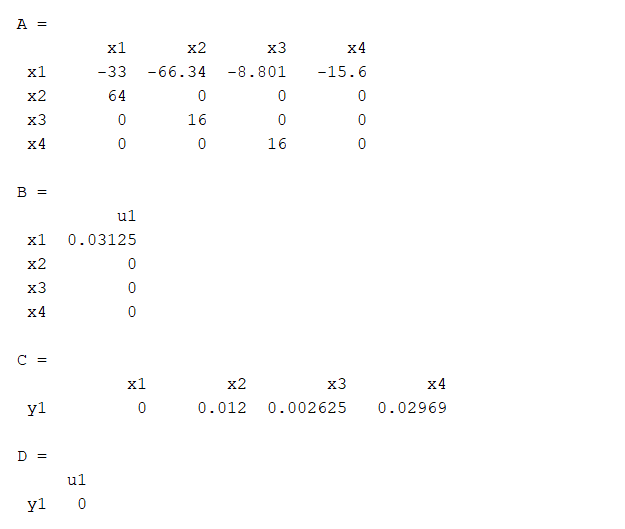 A =
x1 x2 x3 x4
x1 -33 -66.34 -8.801 -15.6
x2 64 0 0 0
x3 0 16 0 0
x4 0 0 16 0
B =
u1
x1 0.03125
x2 0
x3 0
x4 0
C =
x1 x2 x3 x4
y1 0 0.012 0.002625 0.02969
D =
u1
y1 0